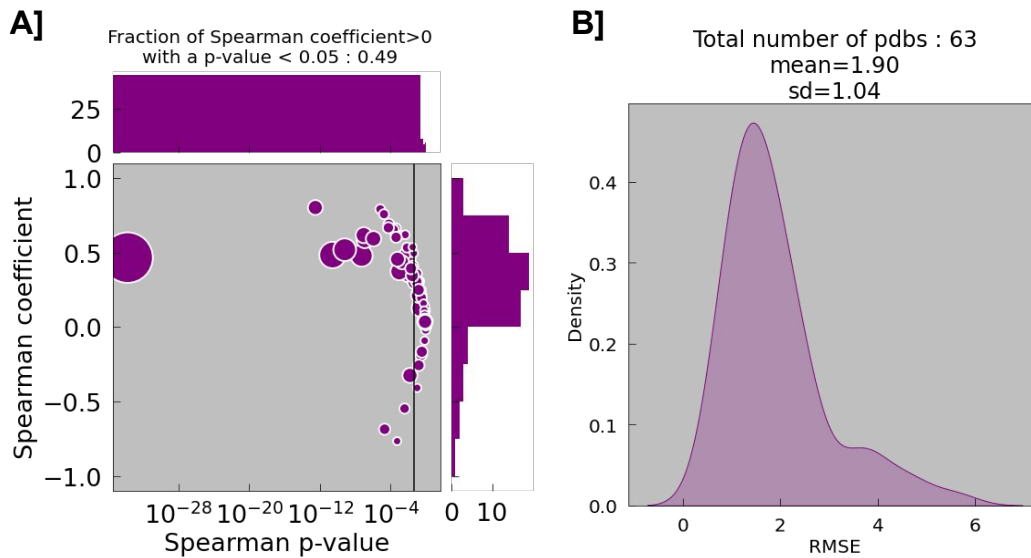 A]
Fraction of Spearman coefficient>0
with a p-value < 0.05 : 0.49
25
0
1.0
0.5
0.0
−0.5
−1.0
Spearman coefficient
10⁻²⁸
10⁻²⁰
10⁻¹²
10⁻⁴
0
10
Spearman p-value
B]
Total number of pdbs : 63
mean=1.90
sd=1.04
0.4
0.3
0.2
0.1
0.0
Density
0
2
4
6
RMSE